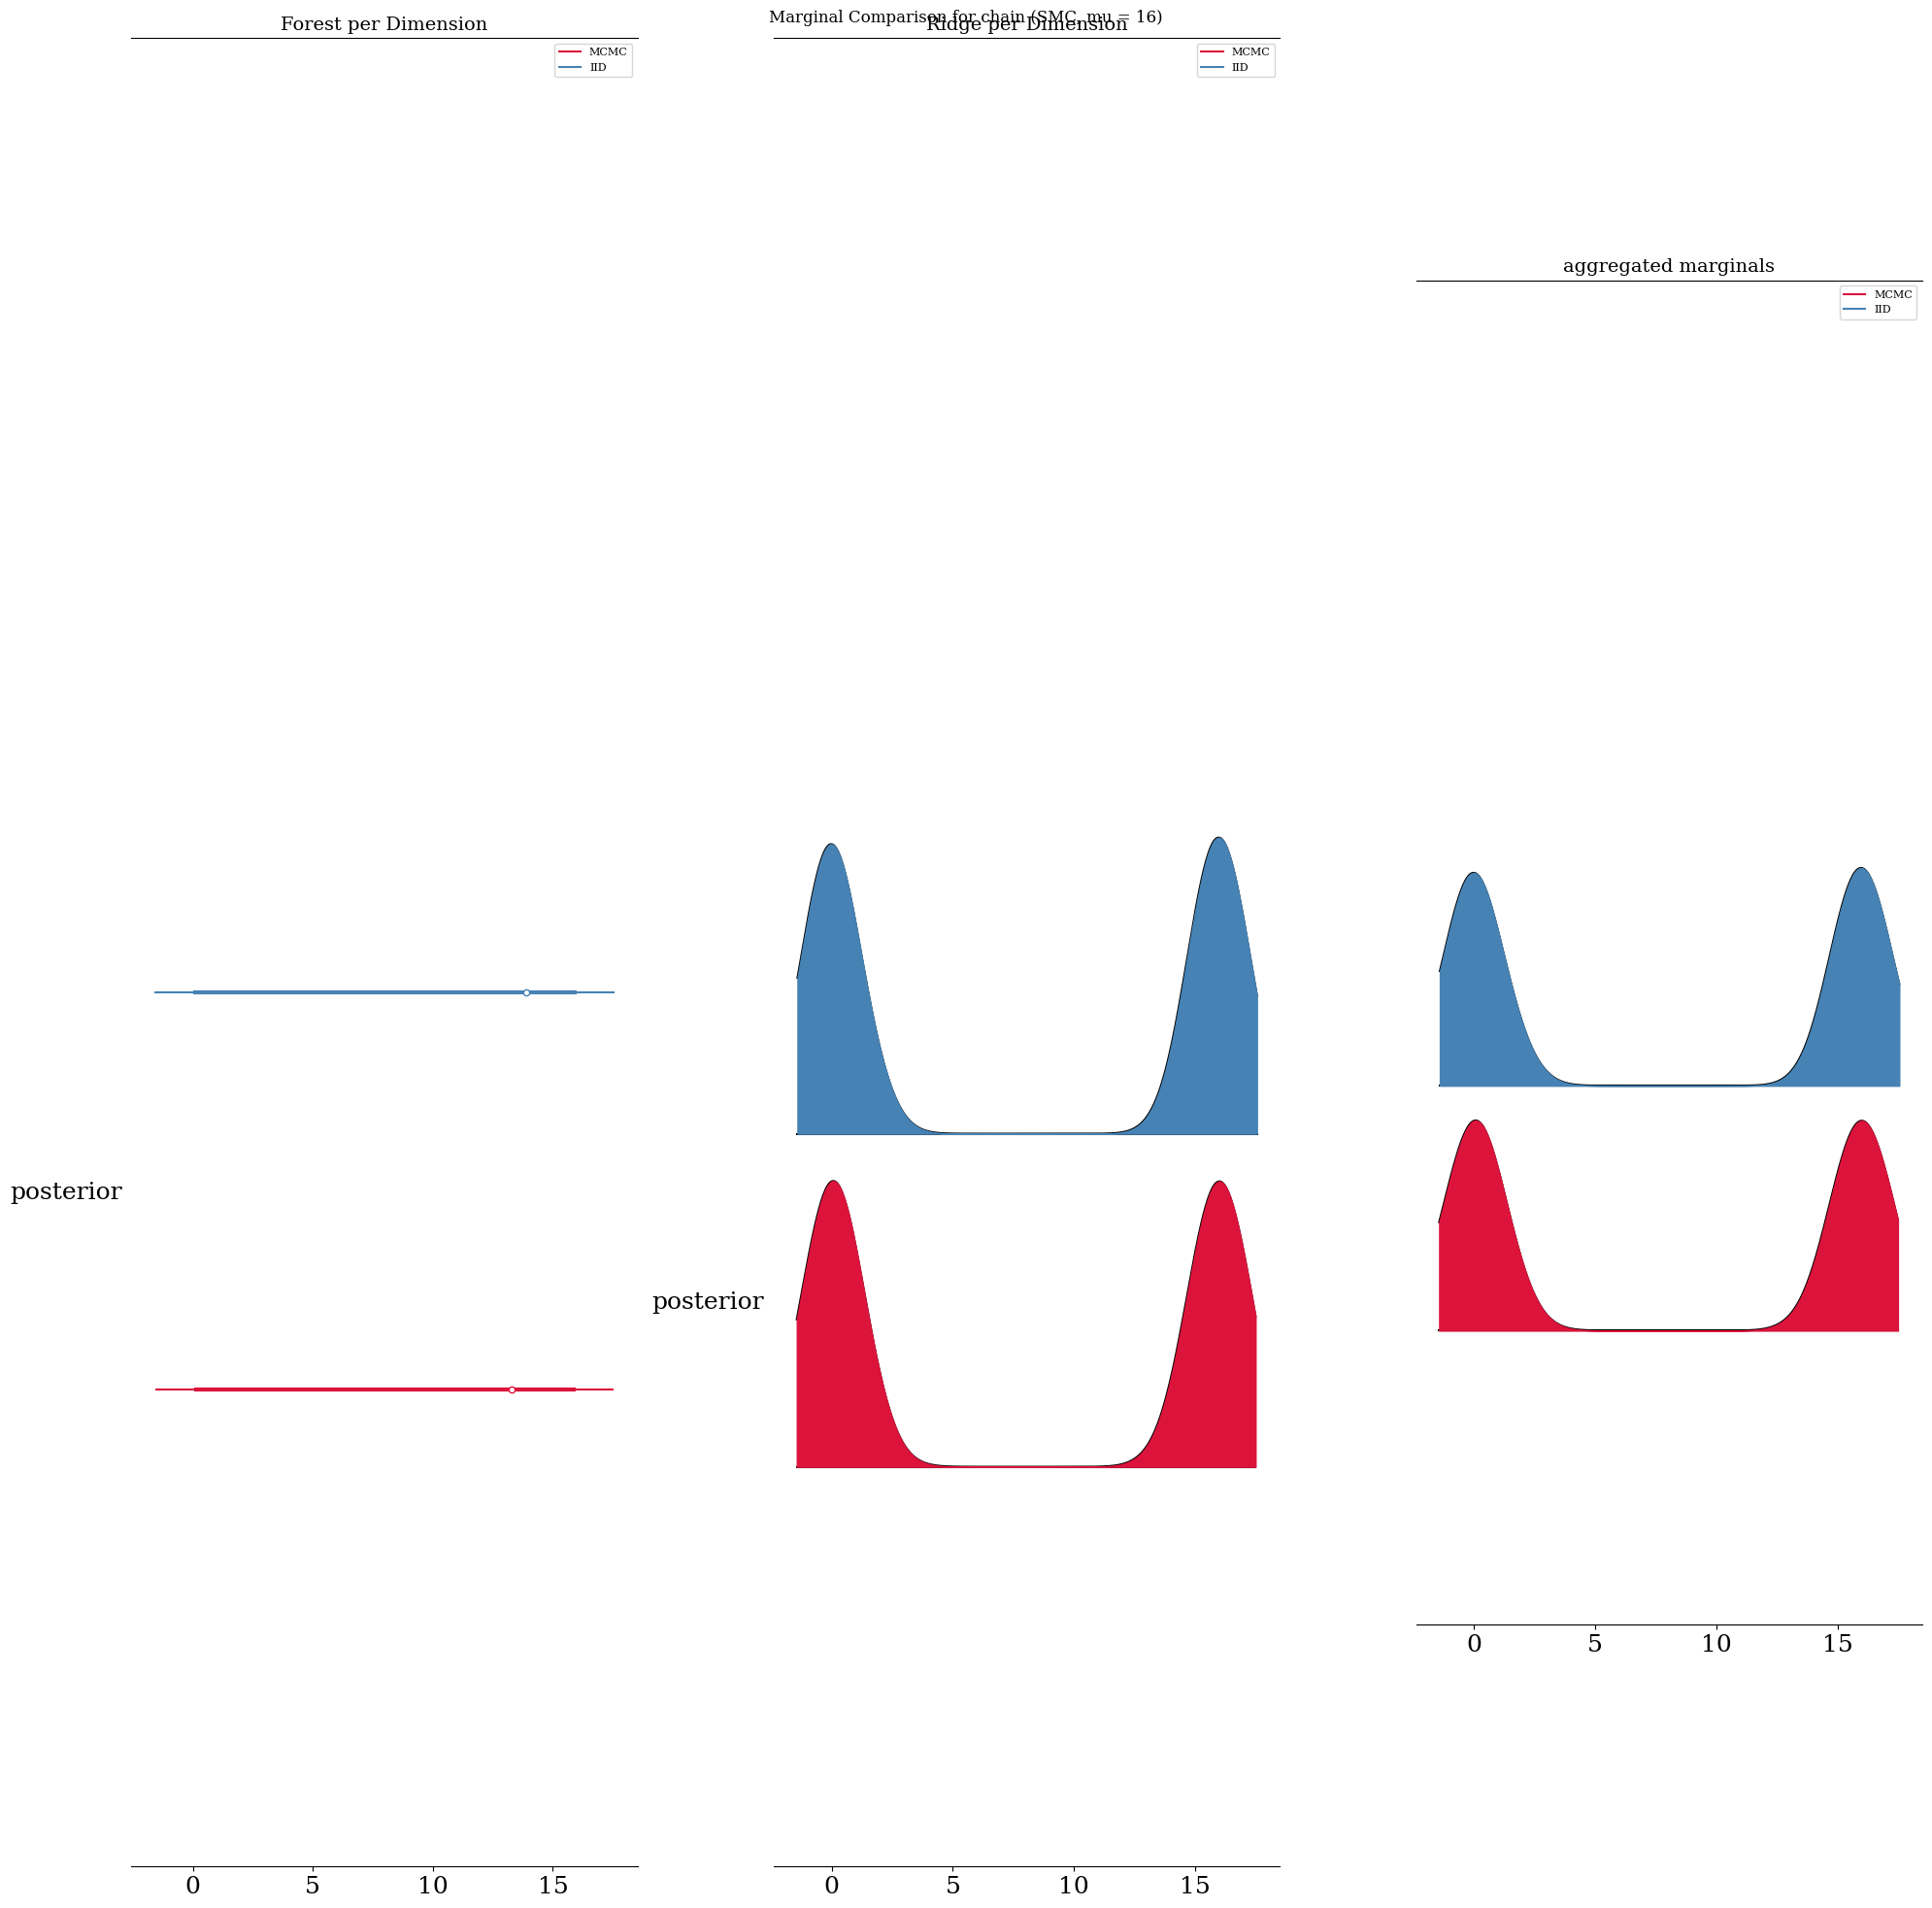 Marginal Comparison for chain (SMC, mu = 16)
Forest per Dimension
MCMC
IID
posterior
0 5 10 15
Ridge per Dimension
MCMC
IID
posterior
0 5 10 15
aggregated marginals
MCMC
IID
0 5 10 15